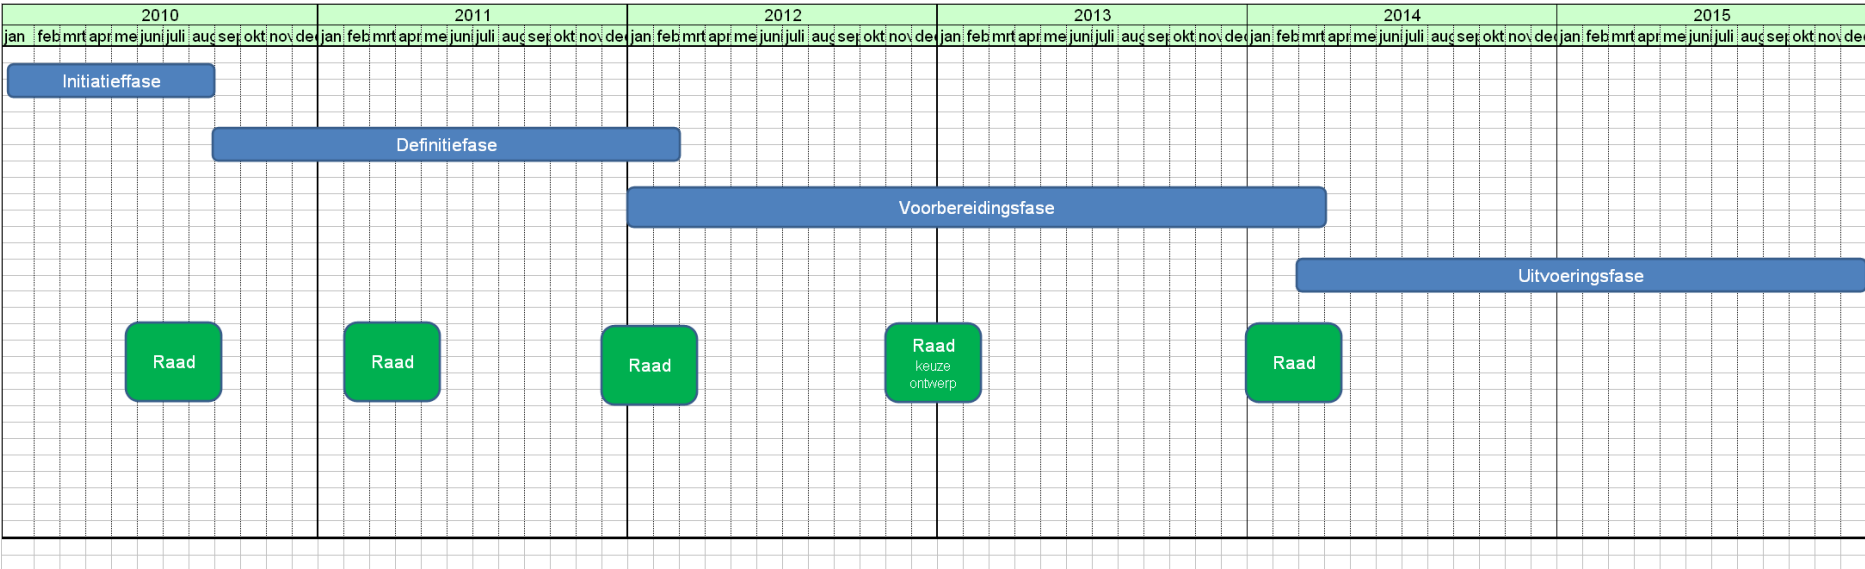 2010 2011 2012 2013 2014 2015
jan feb mrt apr me juni juli aug sep okt nov dec jan feb mrt apr me juni juli aug sep okt nov dec jan feb mrt apr me juni juli aug sep okt nov dec jan feb mrt apr me juni juli aug sep okt nov dec jan feb mrt apr me juni juli aug sep okt nov dec jan feb mrt apr me juni juli aug sep okt nov dec
Initiatieffase
Definitiefase
Voorbereidingsfase
Uitvoeringsfase
Raad
Raad
Raad
Raad
keuze
ontwerp
Raad